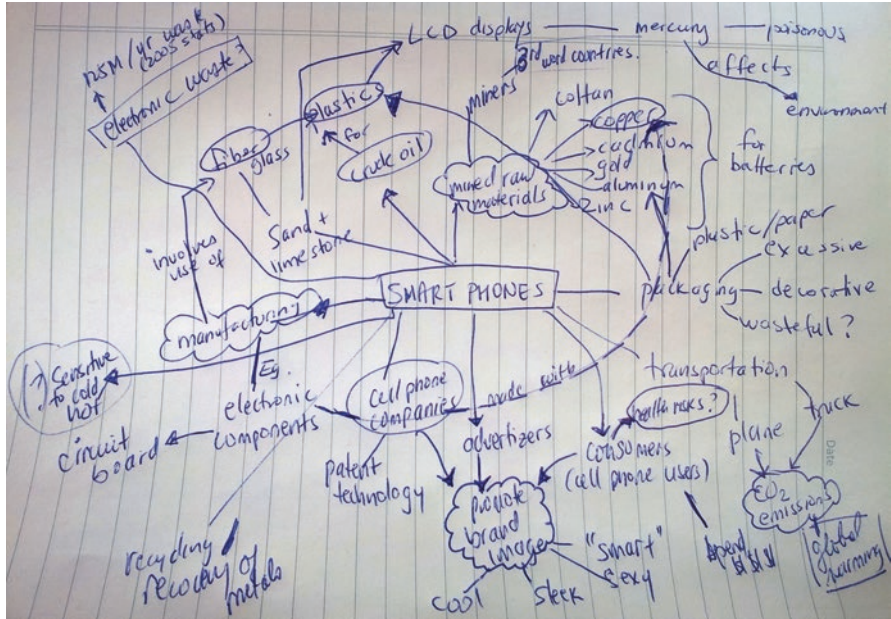 LCD displays — mercury — poisonous
(2005 stats)
electronic waste?
affects
environment
3rd world countries.
miners
plastic
for
crude oil
Fiber
glass
coltan
copper
cadmium
gold
aluminum
zinc
for
batteries
mined raw
materials
Sand +
limestone
involves
use of
plastic/paper
excessive
SMART PHONES
packaging — decorative
wasteful?
manufacturing
(?) Sensitive
to cold
hot
Eg.
electronic
components
circuit
board
cell phone
companies
made with
transportation
truck
plane
health risks?
advertizers
consumers
(cell phone users)
patent
technology
promote
brand
image
"smart"
sexy
sleek
cool
spend
$$$$
CO2
emissions
global
warming
recycling
recovery of
metals
Date